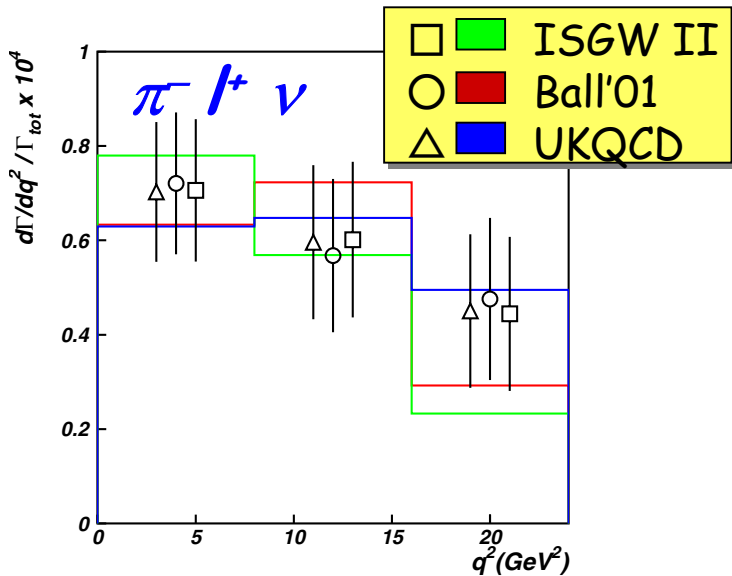 ISGW II
Ball'01
UKQCD
π⁻ l⁺ ν
dΓ/dq² / Γtot x 10⁴
1
0.8
0.6
0.4
0.2
0
0 5 10 15 20
q²(GeV²)